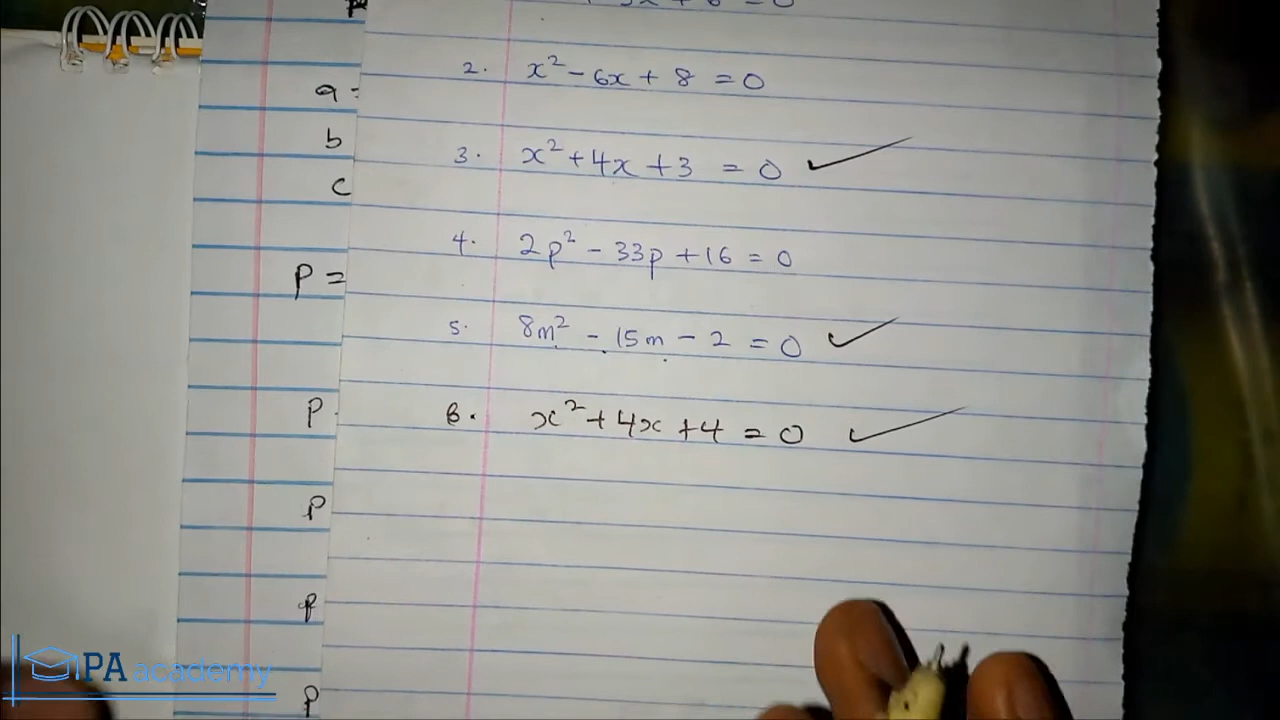 2. x² - 6x + 8 = 0
a =
3. x² + 4x + 3 = 0 ✓
b
c
4. 2p² - 33p + 16 = 0
P =
5. 8m² - 15m - 2 = 0 ✓
P
6. x² + 4x + 4 = 0 ✓
P
P
P
PA academy